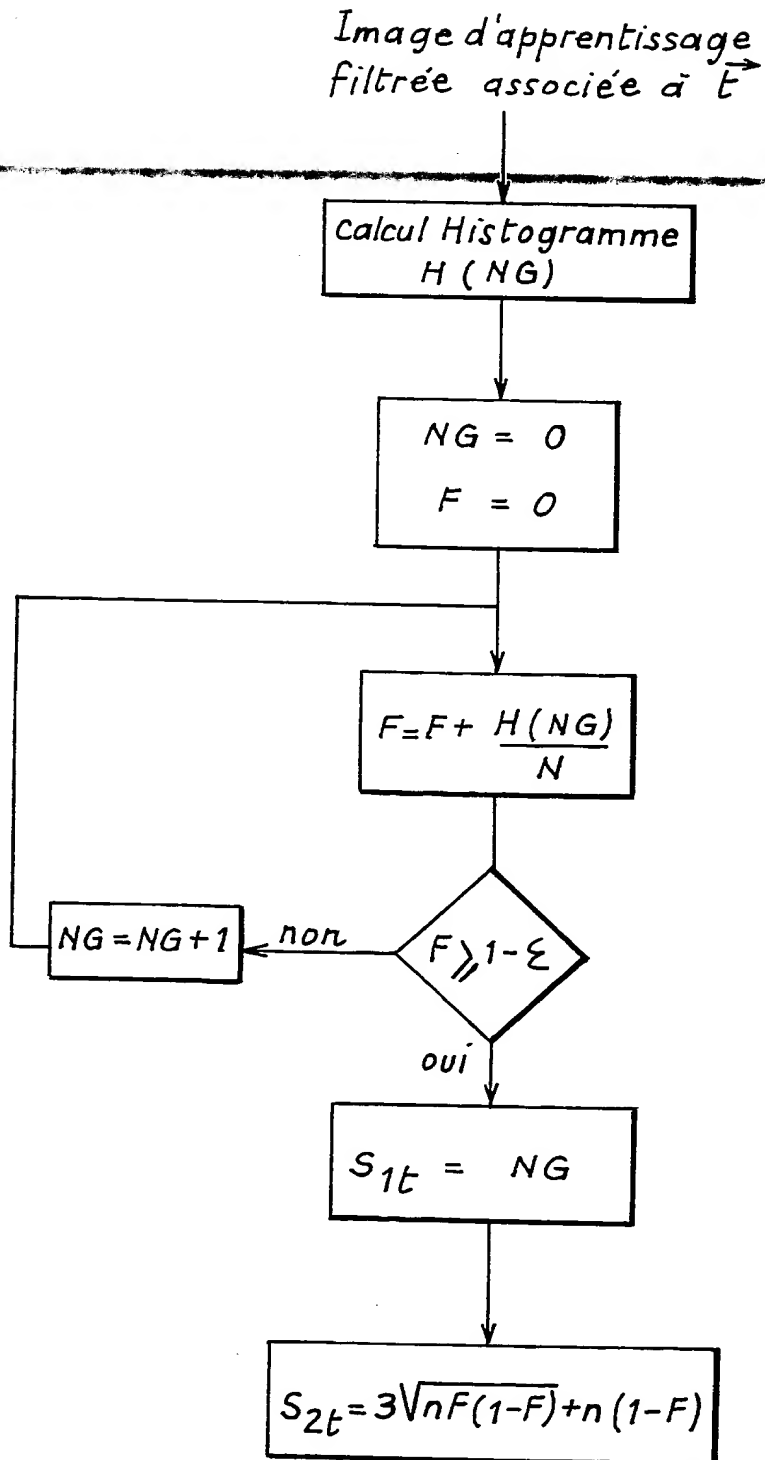 Image d'apprentissage
filtrée associée à t⃗
calcul Histogramme
H (NG)
NG = 0
F = 0
F = F + H(NG)/N
F ⩾ 1-ε
non
NG = NG + 1
oui
S₁t = NG
S₂t = 3√nF(1-F) + n (1-F)